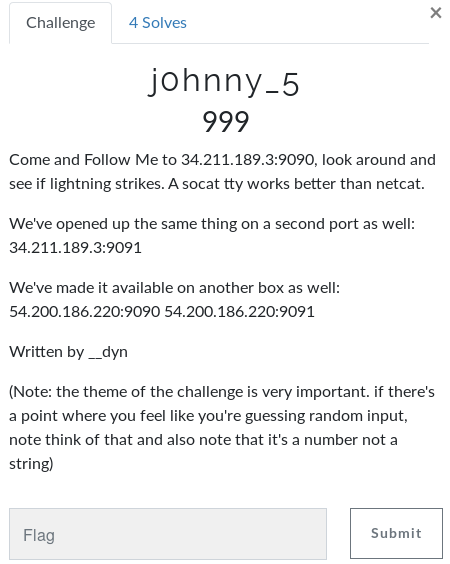 Challenge
4 Solves
×
johnny_5
999
Come and Follow Me to 34.211.189.3:9090, look around and
see if lightning strikes. A socat tty works better than netcat.
We've opened up the same thing on a second port as well:
34.211.189.3:9091
We've made it available on another box as well:
54.200.186.220:9090 54.200.186.220:9091
Written by __dyn
(Note: the theme of the challenge is very important. if there's
a point where you feel like you're guessing random input,
note think of that and also note that it's a number not a
string)
Flag
Submit